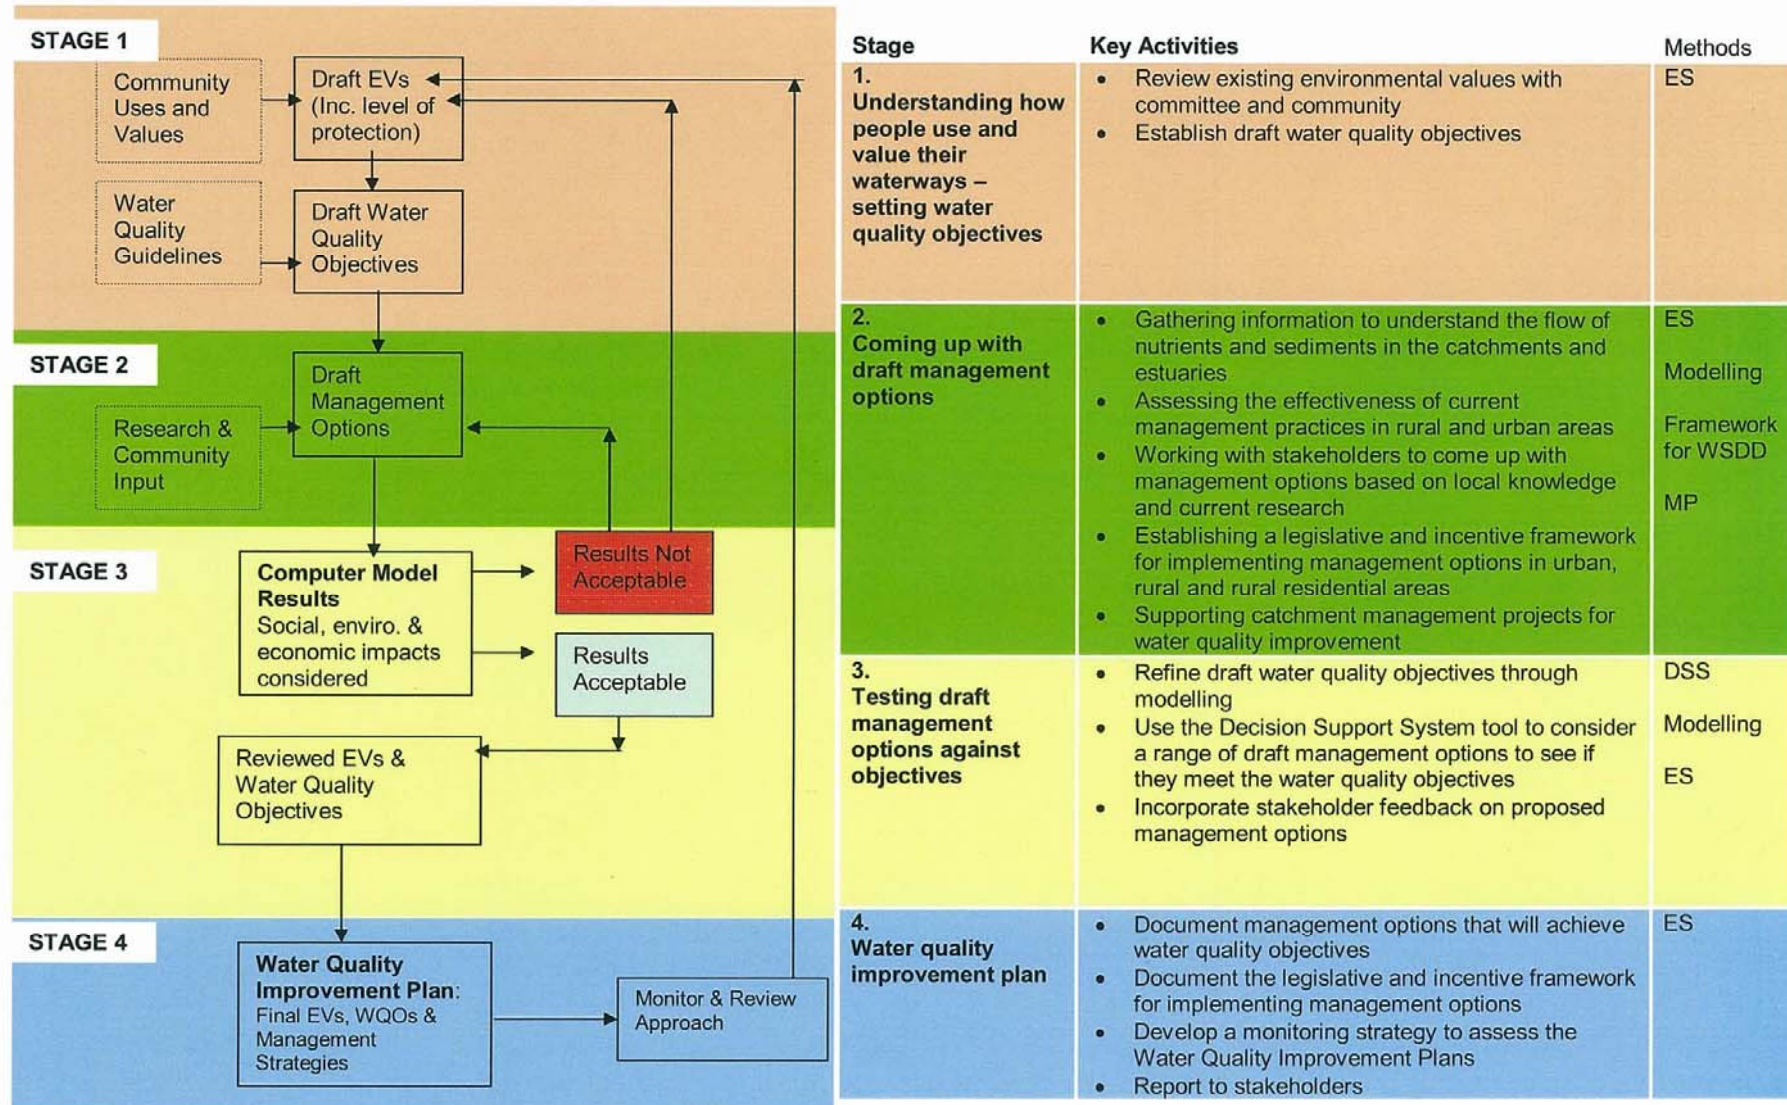 STAGE 1
Community
Uses and
Values
Draft EVs
(Inc. level of
protection)
Water
Quality
Guidelines
Draft Water
Quality
Objectives
STAGE 2
Draft
Management
Options
Research &
Community
Input
STAGE 3
Computer Model
Results
Social, enviro. &
economic impacts
considered
Results Not
Acceptable
Results
Acceptable
Reviewed EVs &
Water Quality
Objectives
STAGE 4
Water Quality
Improvement Plan:
Final EVs, WQOs &
Management
Strategies
Monitor & Review
Approach
Stage
Key Activities
Methods
1.
Understanding how
people use and
value their
waterways –
setting water
quality objectives
• Review existing environmental values with
committee and community
• Establish draft water quality objectives
ES
2.
Coming up with
draft management
options
• Gathering information to understand the flow of
nutrients and sediments in the catchments and
estuaries
• Assessing the effectiveness of current
management practices in rural and urban areas
• Working with stakeholders to come up with
management options based on local knowledge
and current research
• Establishing a legislative and incentive framework
for implementing management options in urban,
rural and rural residential areas
• Supporting catchment management projects for
water quality improvement
ES
Modelling
Framework
for WSDD
MP
3.
Testing draft
management
options against
objectives
• Refine draft water quality objectives through
modelling
• Use the Decision Support System tool to consider
a range of draft management options to see if
they meet the water quality objectives
• Incorporate stakeholder feedback on proposed
management options
DSS
Modelling
ES
4.
Water quality
improvement plan
• Document management options that will achieve
water quality objectives
• Document the legislative and incentive framework
for implementing management options
• Develop a monitoring strategy to assess the
Water Quality Improvement Plans
• Report to stakeholders
ES